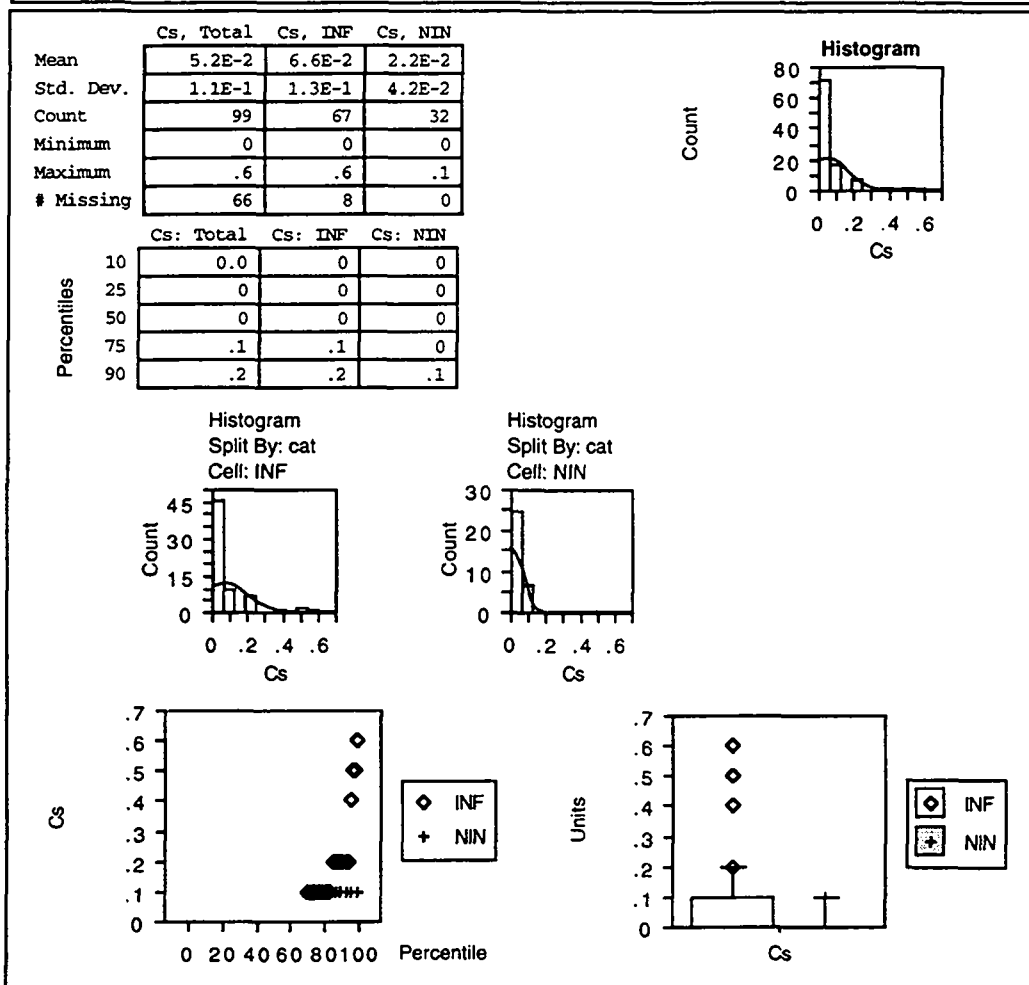 Cs, Total Cs, INF Cs, NIN
Mean 5.2E-2 6.6E-2 2.2E-2
Std. Dev. 1.1E-1 1.3E-1 4.2E-2
Count 99 67 32
Minimum 0 0 0
Maximum .6 .6 .1
# Missing 66 8 0
Cs: Total Cs: INF Cs: NIN
Percentiles
10 0.0 0 0
25 0 0 0
50 0 0 0
75 .1 .1 0
90 .2 .2 .1
Histogram
Count
80
60
40
20
0
0 .2 .4 .6
Cs
Histogram
Split By: cat
Cell: INF
Count
45
30
15
0
0 .2 .4 .6
Cs
Histogram
Split By: cat
Cell: NIN
Count
30
20
10
0
0 .2 .4 .6
Cs
Cs
.7
.6
.5
.4
.3
.2
.1
0
0 20 40 60 80 100 Percentile
INF
NIN
Units
.7
.6
.5
.4
.3
.2
.1
0
Cs
INF
NIN